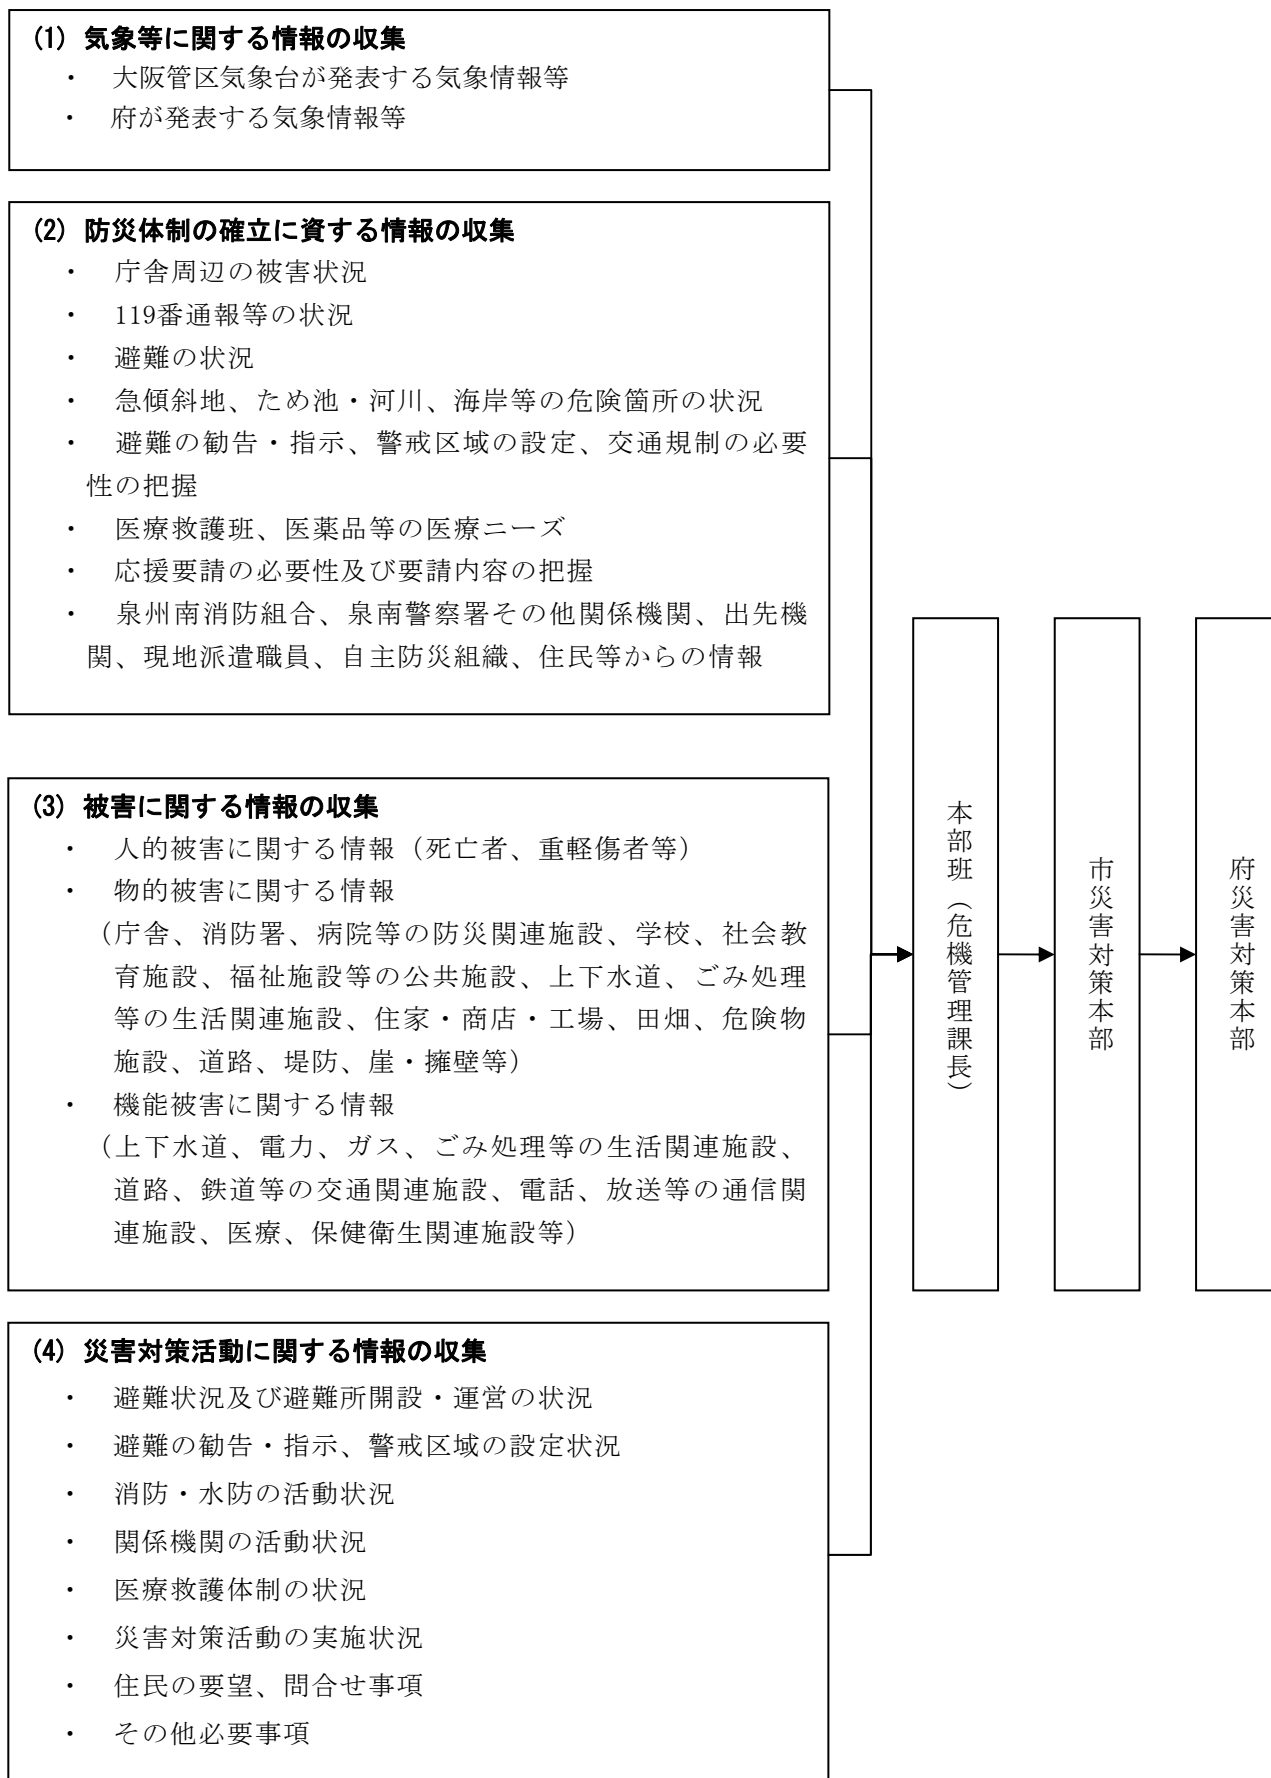 (1) 気象等に関する情報の収集
・ 大阪管区気象台が発表する気象情報等
・ 府が発表する気象情報等
(2) 防災体制の確立に資する情報の収集
・ 庁舎周辺の被害状況
・ 119番通報等の状況
・ 避難の状況
・ 急傾斜地、ため池・河川、海岸等の危険箇所の状況
・ 避難の勧告・指示、警戒区域の設定、交通規制の必要
性の把握
・ 医療救護班、医薬品等の医療ニーズ
・ 応援要請の必要性及び要請内容の把握
・ 泉州南消防組合、泉南警察署その他関係機関、出先機
関、現地派遣職員、自主防災組織、住民等からの情報
(3) 被害に関する情報の収集
・ 人的被害に関する情報（死亡者、重軽傷者等）
・ 物的被害に関する情報
（庁舎、消防署、病院等の防災関連施設、学校、社会教
育施設、福祉施設等の公共施設、上下水道、ごみ処理
等の生活関連施設、住家・商店・工場、田畑、危険物
施設、道路、堤防、崖・擁壁等）
・ 機能被害に関する情報
（上下水道、電力、ガス、ごみ処理等の生活関連施設、
道路、鉄道等の交通関連施設、電話、放送等の通信関
連施設、医療、保健衛生関連施設等）
(4) 災害対策活動に関する情報の収集
・ 避難状況及び避難所開設・運営の状況
・ 避難の勧告・指示、警戒区域の設定状況
・ 消防・水防の活動状況
・ 関係機関の活動状況
・ 医療救護体制の状況
・ 災害対策活動の実施状況
・ 住民の要望、問合せ事項
・ その他必要事項
本部班（危機管理課長）
市災害対策本部
府災害対策本部